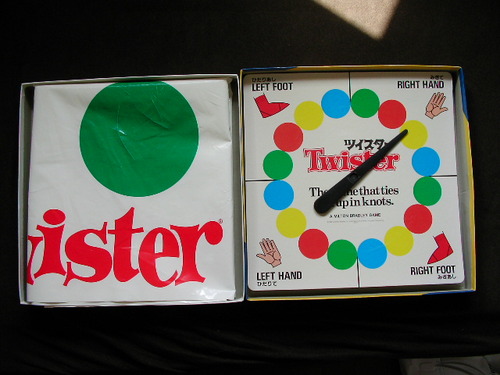 ister®
ひだりあし
LEFT FOOT
みぎて
RIGHT HAND
ツイスター
Twister
The game that ties
up in knots.
A MILTON BRADLEY GAME
LEFT HAND
ひだりて
RIGHT FOOT
みぎあし